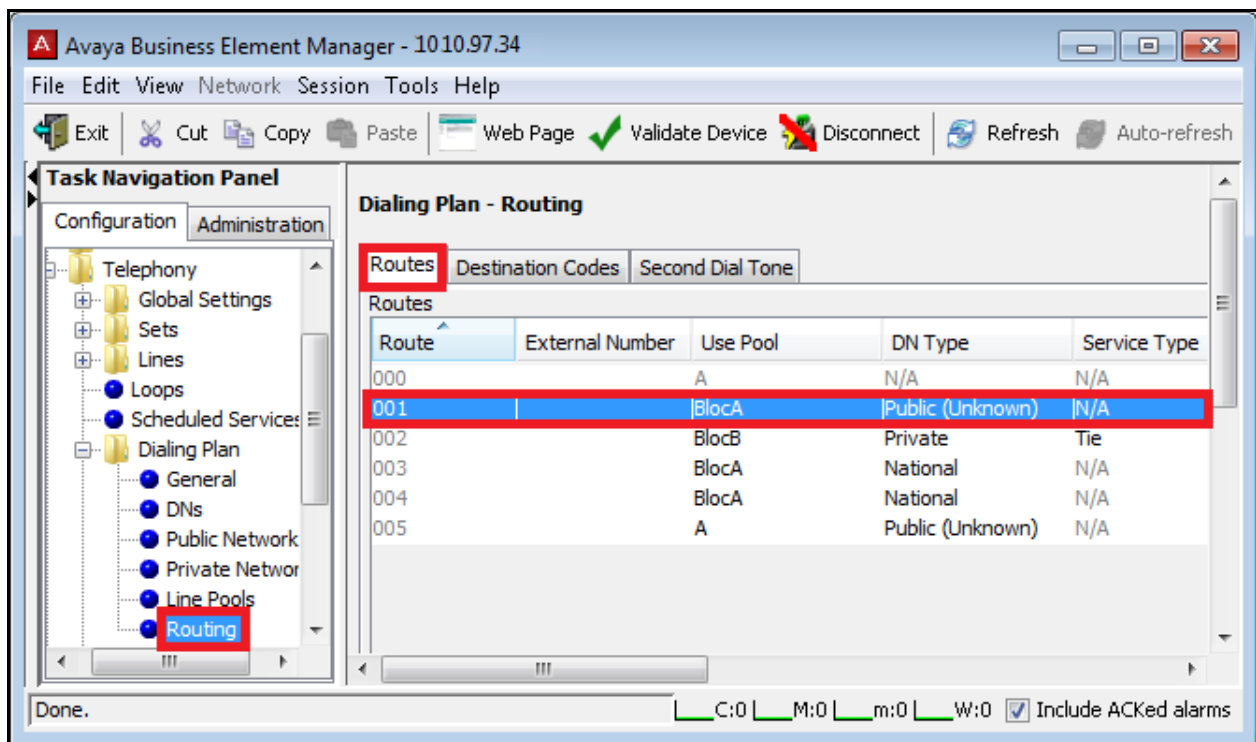 A Avaya Business Element Manager - 1010.97.34
File Edit View Network Session Tools Help
Exit Cut Copy Paste Web Page Validate Device Disconnect Refresh Auto-refresh
Task Navigation Panel
Configuration Administration
Telephony
Global Settings
Sets
Lines
Loops
Scheduled Services
Dialing Plan
General
DNs
Public Network
Private Networ
Line Pools
Routing
Dialing Plan - Routing
Routes Destination Codes Second Dial Tone
Routes
Route External Number Use Pool DN Type Service Type
000 A N/A N/A
001 BlocA Public (Unknown) N/A
002 BlocB Private Tie
003 BlocA National N/A
004 BlocA National N/A
005 A Public (Unknown) N/A
Done. C:0 M:0 m:0 W:0 Include ACKed alarms